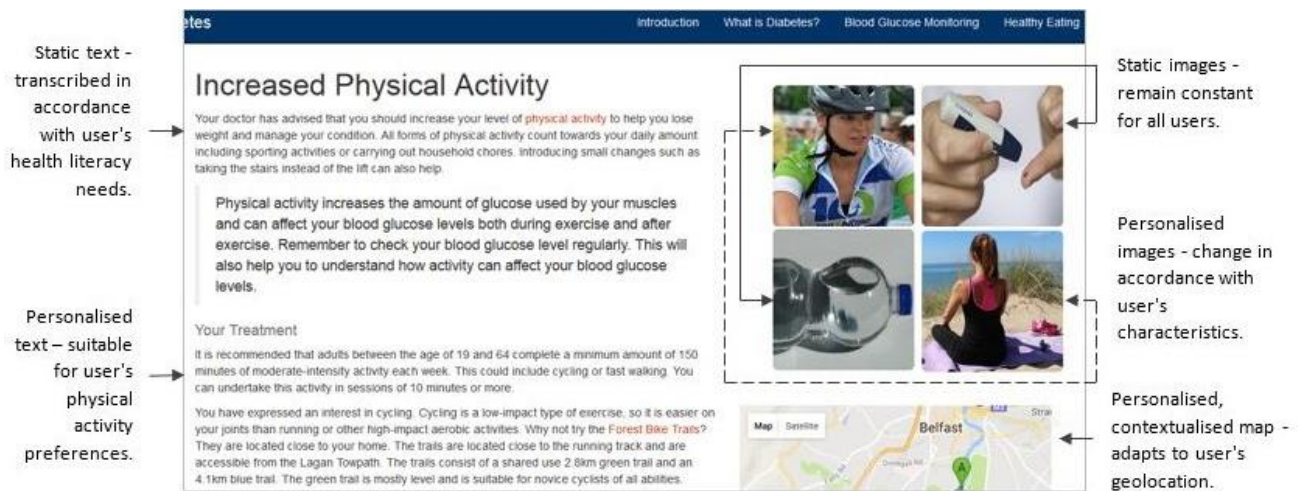 etes
Introduction
What is Diabetes?
Blood Glucose Monitoring
Healthy Eating
Static text -
transcribed in
accordance
with user's
health literacy
needs.
Increased Physical Activity
Your doctor has advised that you should increase your level of physical activity to help you lose
weight and manage your condition. All forms of physical activity count towards your daily amount
including sporting activities or carrying out household chores. Introducing small changes such as
taking the stairs instead of the lift can also help.
Physical activity increases the amount of glucose used by your muscles
and can affect your blood glucose levels both during exercise and after
exercise. Remember to check your blood glucose level regularly. This will
also help you to understand how activity can affect your blood glucose
levels.
Personalised
text – suitable
for user's
physical
activity
preferences.
Your Treatment
It is recommended that adults between the age of 19 and 64 complete a minimum amount of 150
minutes of moderate-intensity activity each week. This could include cycling or fast walking. You
can undertake this activity in sessions of 10 minutes or more.
You have expressed an interest in cycling. Cycling is a low-impact type of exercise, so it is easier on
your joints than running or other high-impact aerobic activities. Why not try the Forest Bike Trails?
They are located close to your home. The trails are located close to the running track and are
accessible from the Lagan Towpath. The trails consist of a shared use 2.8km green trail and an
4.1km blue trail. The green trail is mostly level and is suitable for novice cyclists of all abilities.
Static images -
remain constant
for all users.
Personalised
images - change in
accordance with
user's
characteristics.
Map
Satellite
Belfast
A
Personalised,
contextualised map -
adapts to user's
geolocation.